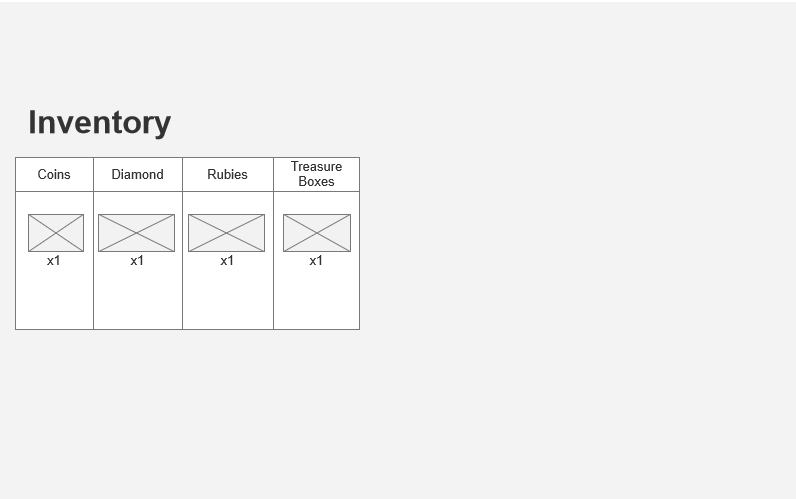 Inventory
Coins
Diamond
Rubies
Treasure
Boxes
x1
x1
x1
x1